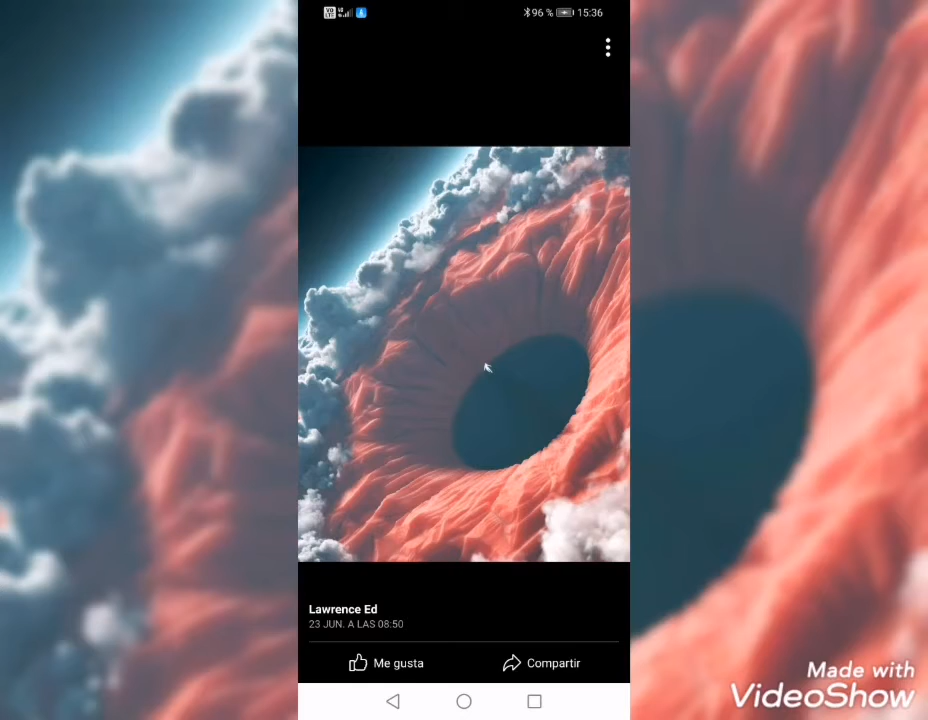 96 % 15:36
Lawrence Ed
23 JUN. A LAS 08:50
Me gusta Compartir
Made with
VideoShow